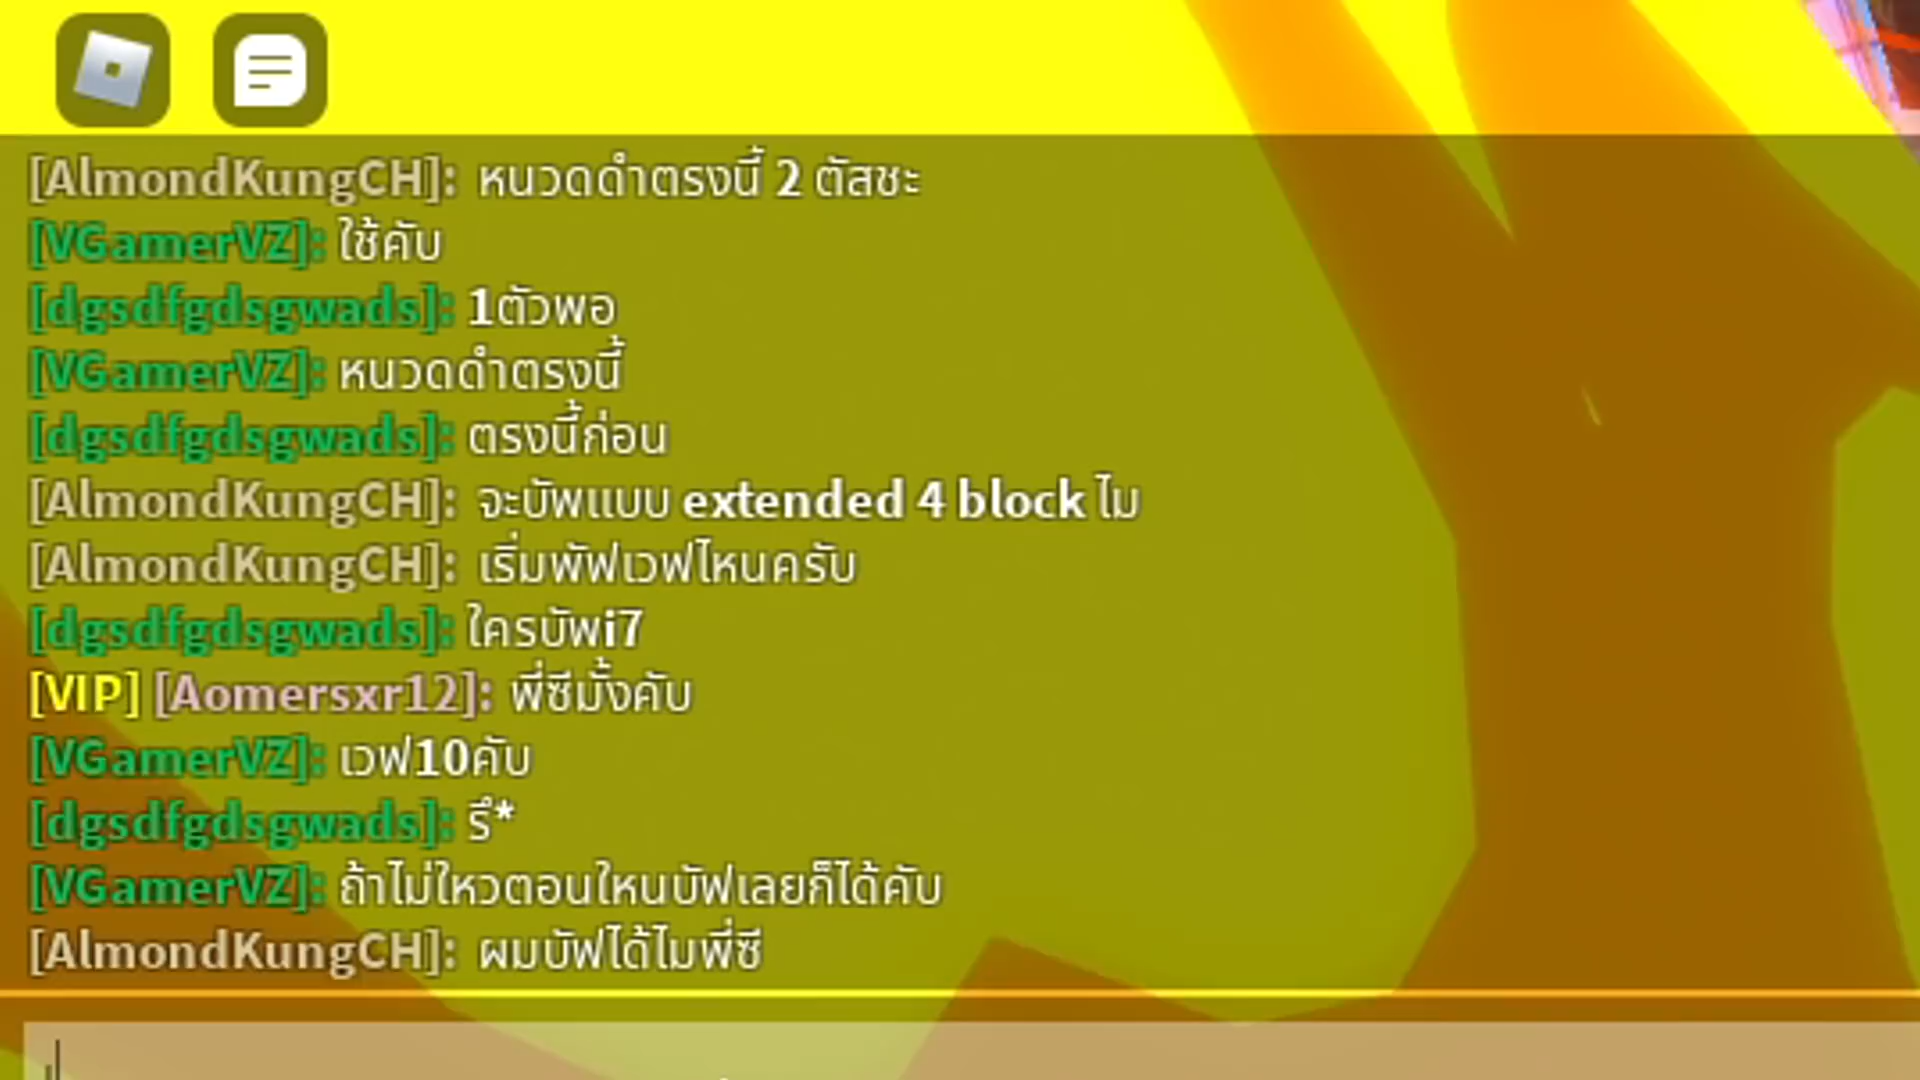 [AlmondKungCH]: หนวดดำตรงนี้ 2 ตัสชะ
[VGamerVZ]: ใช้คับ
[dgsdfgdsgwads]: 1ตัวพอ
[VGamerVZ]: หนวดดำตรงนี้
[dgsdfgdsgwads]: ตรงนี้ก่อน
[AlmondKungCH]: จะบัพแบบ extended 4 block ไม
[AlmondKungCH]: เริ่มพัฟเวฟไหนครับ
[dgsdfgdsgwads]: ใครบัพi7
[VIP] [Aomersxr12]: พี่ซีมั้งคับ
[VGamerVZ]: เวฟ10คับ
[dgsdfgdsgwads]: รึ*
[VGamerVZ]: ถ้าไม่ใหวตอนใหนบัฟเลยก็ได้คับ
[AlmondKungCH]: ผมบัฟได้ไมพี่ซี